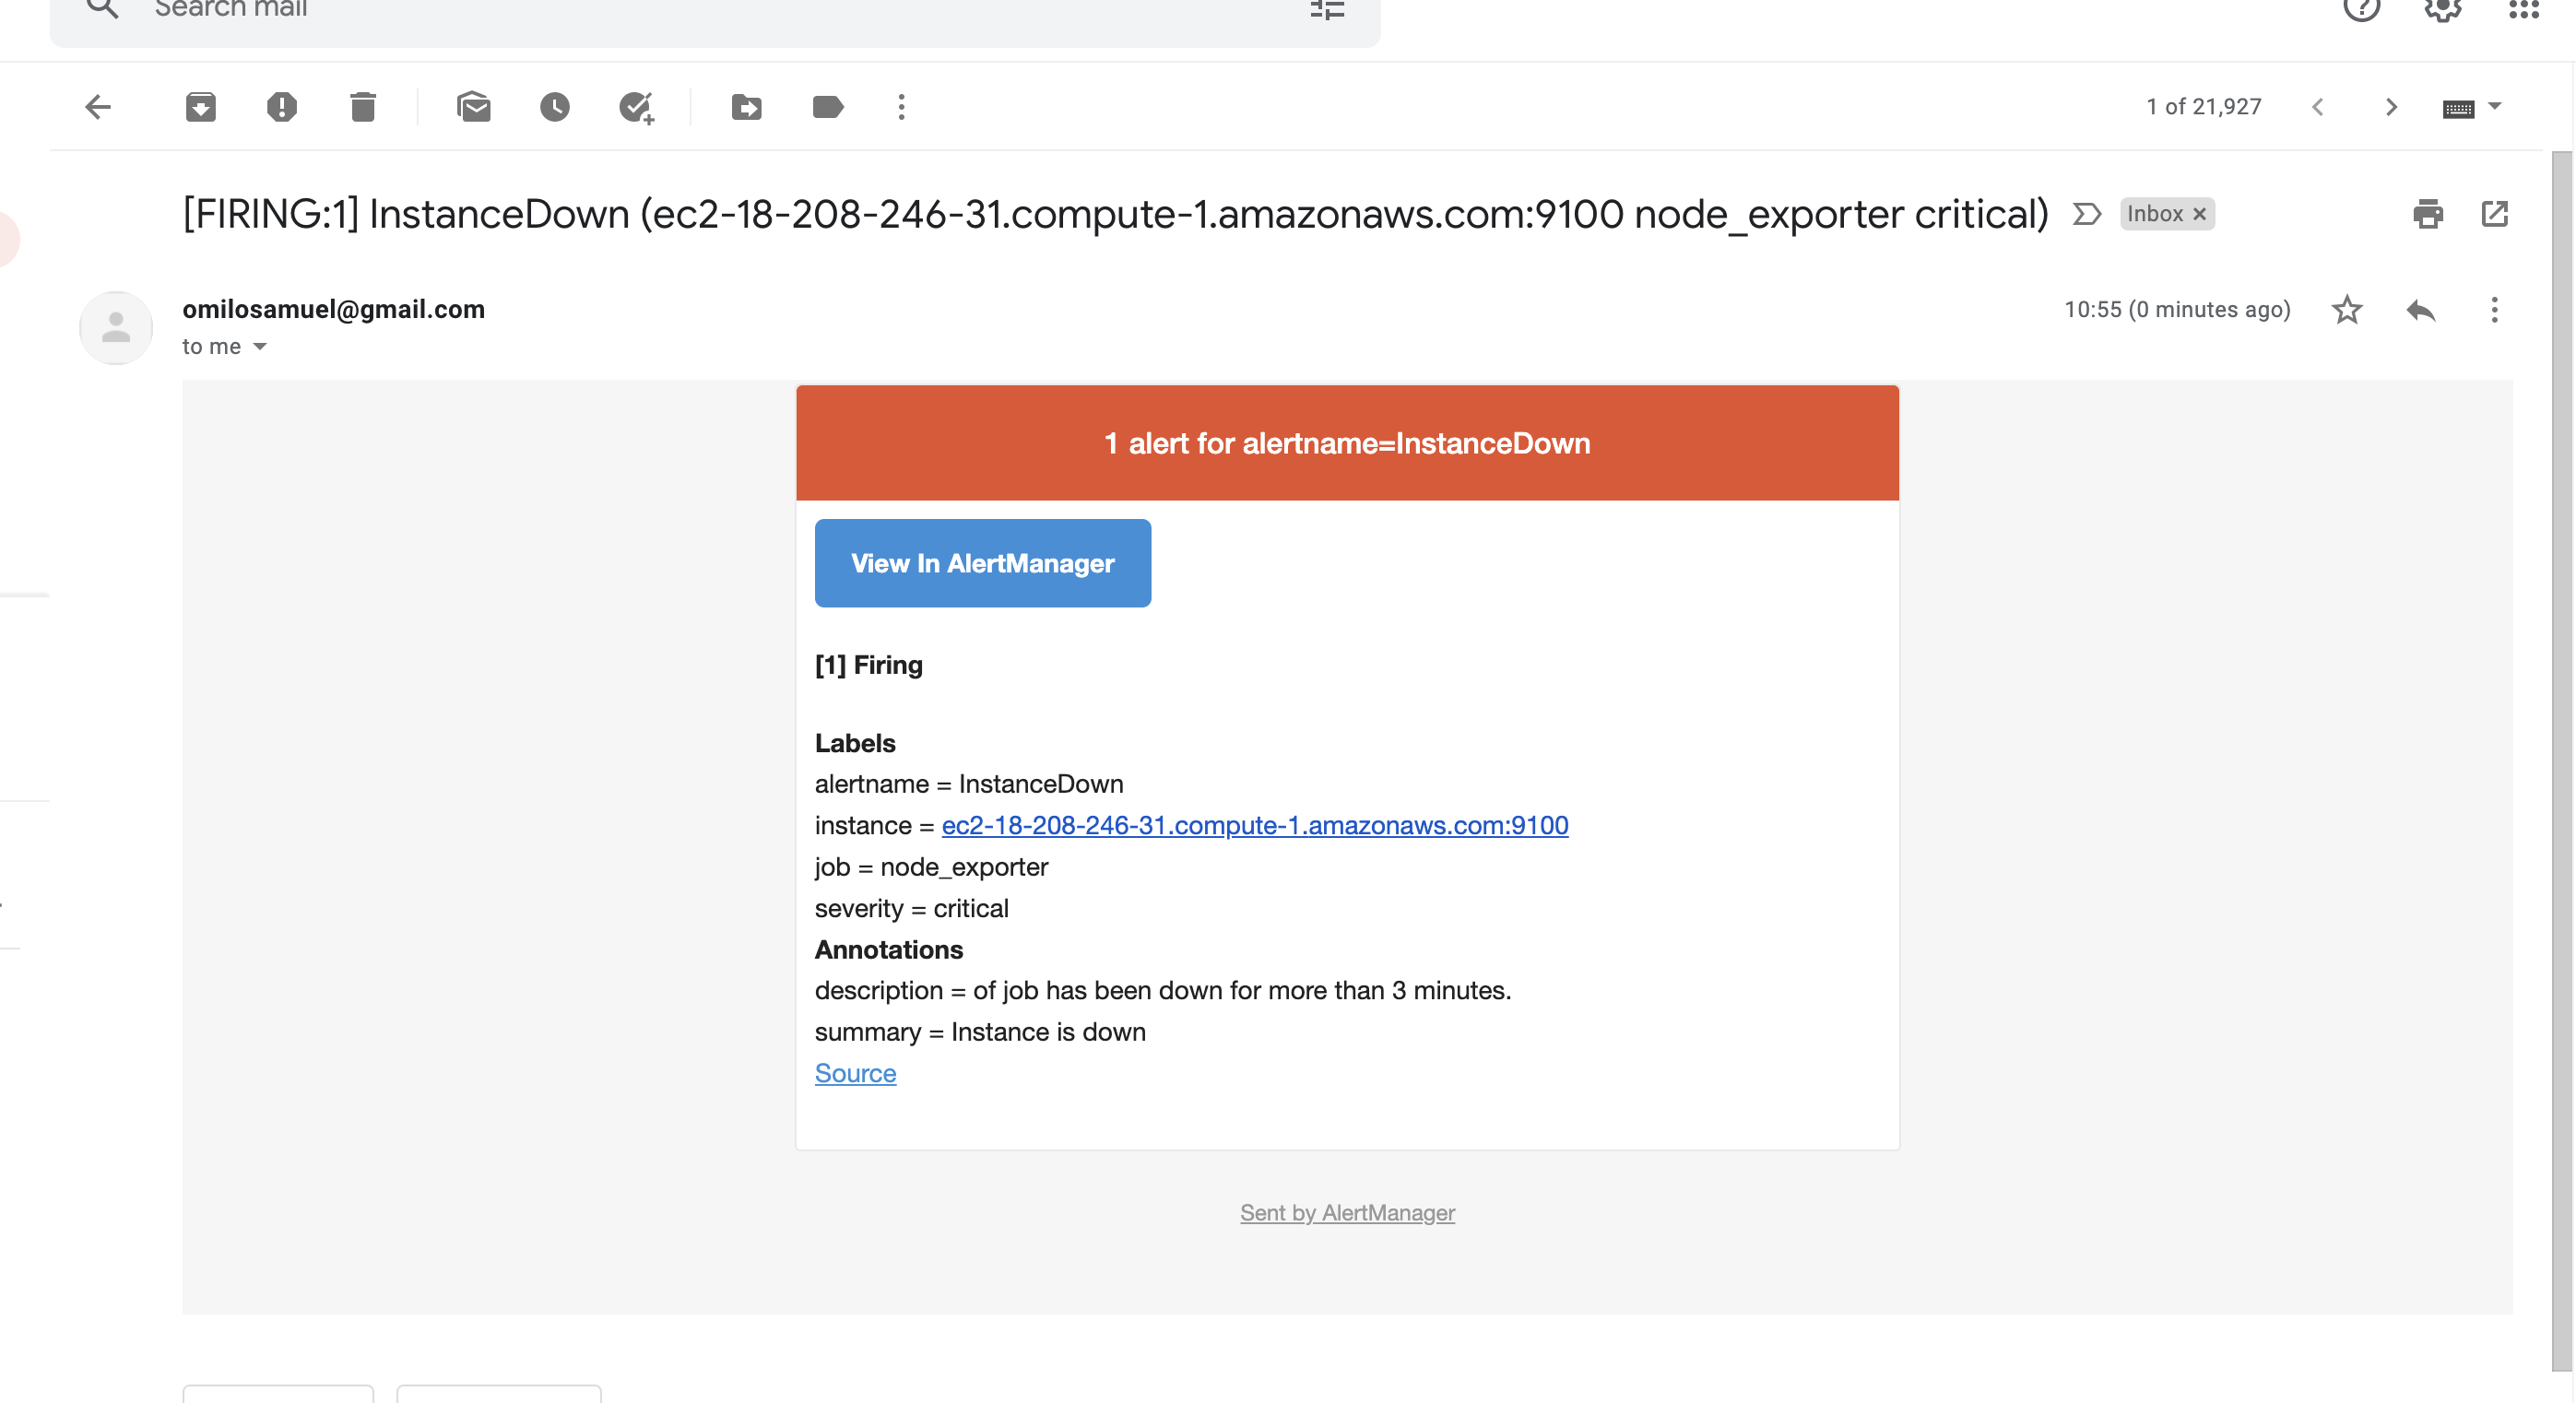 Search mail
1 of 21,927
[FIRING:1] InstanceDown (ec2-18-208-246-31.compute-1.amazonaws.com:9100 node_exporter critical)
Inbox ×
omilosamuel@gmail.com
10:55 (0 minutes ago)
to me
1 alert for alertname=InstanceDown
View In AlertManager
[1] Firing
Labels
alertname = InstanceDown
instance = ec2-18-208-246-31.compute-1.amazonaws.com:9100
job = node_exporter
severity = critical
Annotations
description = of job has been down for more than 3 minutes.
summary = Instance is down
Source
Sent by AlertManager